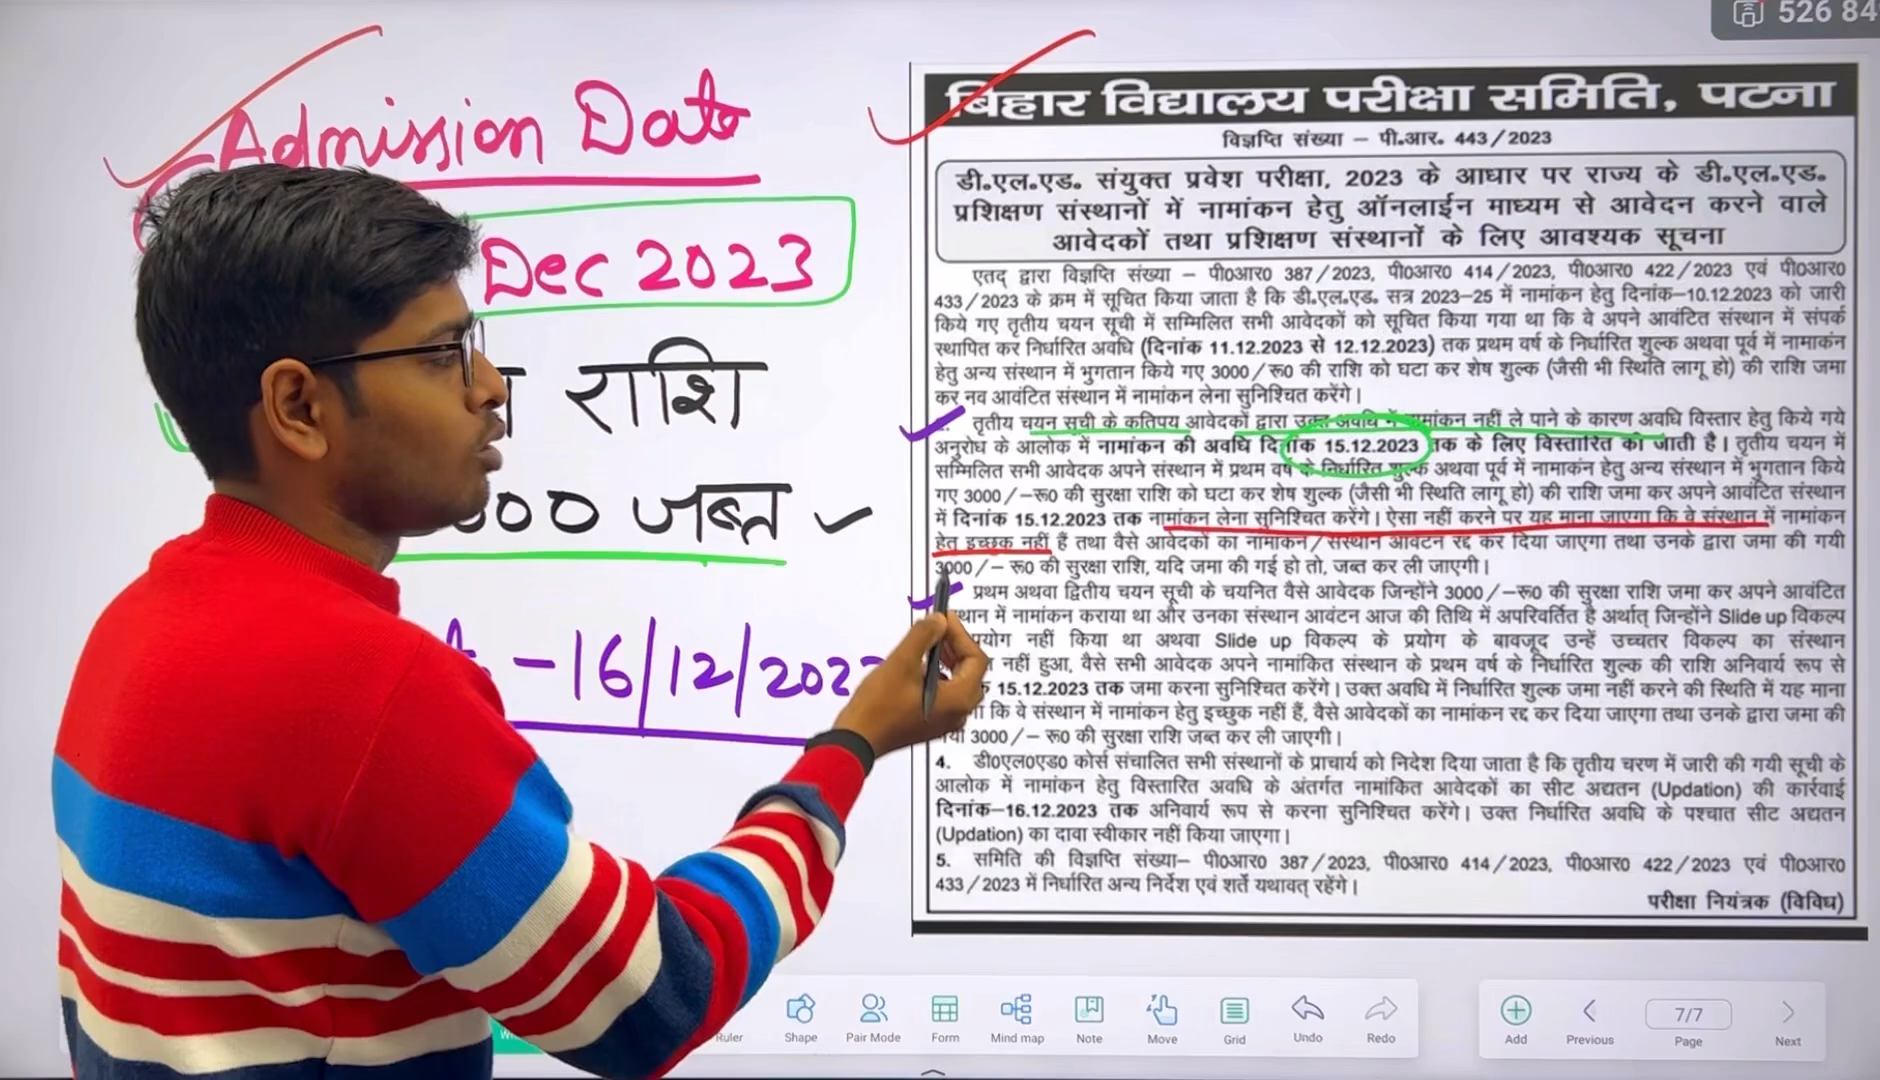 526 84
Admission Date
Dec 2023
राशि
000 जब्त
-16/12/202
बिहार विद्यालय परीक्षा समिति, पटना
विज्ञप्ति संख्या – पी.आर. 443/2023
डी.एल.एड. संयुक्त प्रवेश परीक्षा, 2023 के आधार पर राज्य के डी.एल.एड.
प्रशिक्षण संस्थानों में नामांकन हेतु ऑनलाईन माध्यम से आवेदन करने वाले
आवेदकों तथा प्रशिक्षण संस्थानों के लिए आवश्यक सूचना
एतद् द्वारा विज्ञप्ति संख्या – पी0आर0 387/2023, पी0आर0 414/2023, पी0आर0 422/2023 एवं पी0आर0
433/2023 के क्रम में सूचित किया जाता है कि डी.एल.एड. सत्र 2023–25 में नामांकन हेतु दिनांक–10.12.2023 को जारी
किये गए तृतीय चयन सूची में सम्मिलित सभी आवेदकों को सूचित किया गया था कि वे अपने आवंटित संस्थान में संपर्क
स्थापित कर निर्धारित अवधि (दिनांक 11.12.2023 से 12.12.2023) तक प्रथम वर्ष के निर्धारित शुल्क अथवा पूर्व में नामांकन
हेतु अन्य संस्थान में भुगतान किये गए 3000/रू0 की राशि को घटा कर शेष शुल्क (जैसी भी स्थिति लागू हो) की राशि जमा
कर नव आवंटित संस्थान में नामांकन लेना सुनिश्चित करेंगे।
तृतीय चयन सूची के कतिपय आवेदकों द्वारा उक्त अवधि में नामांकन नहीं ले पाने के कारण अवधि विस्तार हेतु किये गये
अनुरोध के आलोक में नामांकन की अवधि दिनांक 15.12.2023 तक के लिए विस्तारित की जाती है। तृतीय चयन में
सम्मिलित सभी आवेदक अपने संस्थान में प्रथम वर्ष के निर्धारित शुल्क अथवा पूर्व में नामांकन हेतु अन्य संस्थान में भुगतान किये
गए 3000/–रू0 की सुरक्षा राशि को घटा कर शेष शुल्क (जैसी भी स्थिति लागू हो) की राशि जमा कर अपने आवंटित संस्थान
में दिनांक 15.12.2023 तक नामांकन लेना सुनिश्चित करेंगे। ऐसा नहीं करने पर यह माना जाएगा कि वे संस्थान में नामांकन
हेतु इच्छुक नहीं हैं तथा वैसे आवेदकों का नामांकन/संस्थान आवंटन रद्द कर दिया जाएगा तथा उनके द्वारा जमा की गयी
3000/– रू0 की सुरक्षा राशि, यदि जमा की गई हो तो, जब्त कर ली जाएगी।
प्रथम अथवा द्वितीय चयन सूची के चयनित वैसे आवेदक जिन्होंने 3000/–रू0 की सुरक्षा राशि जमा कर अपने आवंटित
स्थान में नामांकन कराया था और उनका संस्थान आवंटन आज की तिथि में अपरिवर्तित है अर्थात् जिन्होंने Slide up विकल्प
प्रयोग नहीं किया था अथवा Slide up विकल्प के प्रयोग के बावजूद उन्हें उच्चतर विकल्प का संस्थान
नहीं हुआ, वैसे सभी आवेदक अपने नामांकित संस्थान के प्रथम वर्ष के निर्धारित शुल्क की राशि अनिवार्य रूप से
15.12.2023 तक जमा करना सुनिश्चित करेंगे। उक्त अवधि में निर्धारित शुल्क जमा नहीं करने की स्थिति में यह माना
कि वे संस्थान में नामांकन हेतु इच्छुक नहीं हैं, वैसे आवेदकों का नामांकन रद्द कर दिया जाएगा तथा उनके द्वारा जमा की
गयी 3000/– रू0 की सुरक्षा राशि जब्त कर ली जाएगी।
4. डी0एल0एड0 कोर्स संचालित सभी संस्थानों के प्राचार्य को निदेश दिया जाता है कि तृतीय चरण में जारी की गयी सूची के
आलोक में नामांकन हेतु विस्तारित अवधि के अंतर्गत नामांकित आवेदकों का सीट अद्यतन (Updation) की कार्रवाई
दिनांक–16.12.2023 तक अनिवार्य रूप से करना सुनिश्चित करेंगे। उक्त निर्धारित अवधि के पश्चात सीट अद्यतन
(Updation) का दावा स्वीकार नहीं किया जाएगा।
5. समिति की विज्ञप्ति संख्या– पी0आर0 387/2023, पी0आर0 414/2023, पी0आर0 422/2023 एवं पी0आर0
433/2023 में निर्धारित अन्य निर्देश एवं शर्ते यथावत् रहेंगे।
परीक्षा नियंत्रक (विविध)
Ruler Shape Pair Mode Form Mind map Note Move Grid Undo Redo
Add Previous 7/7 Page Next